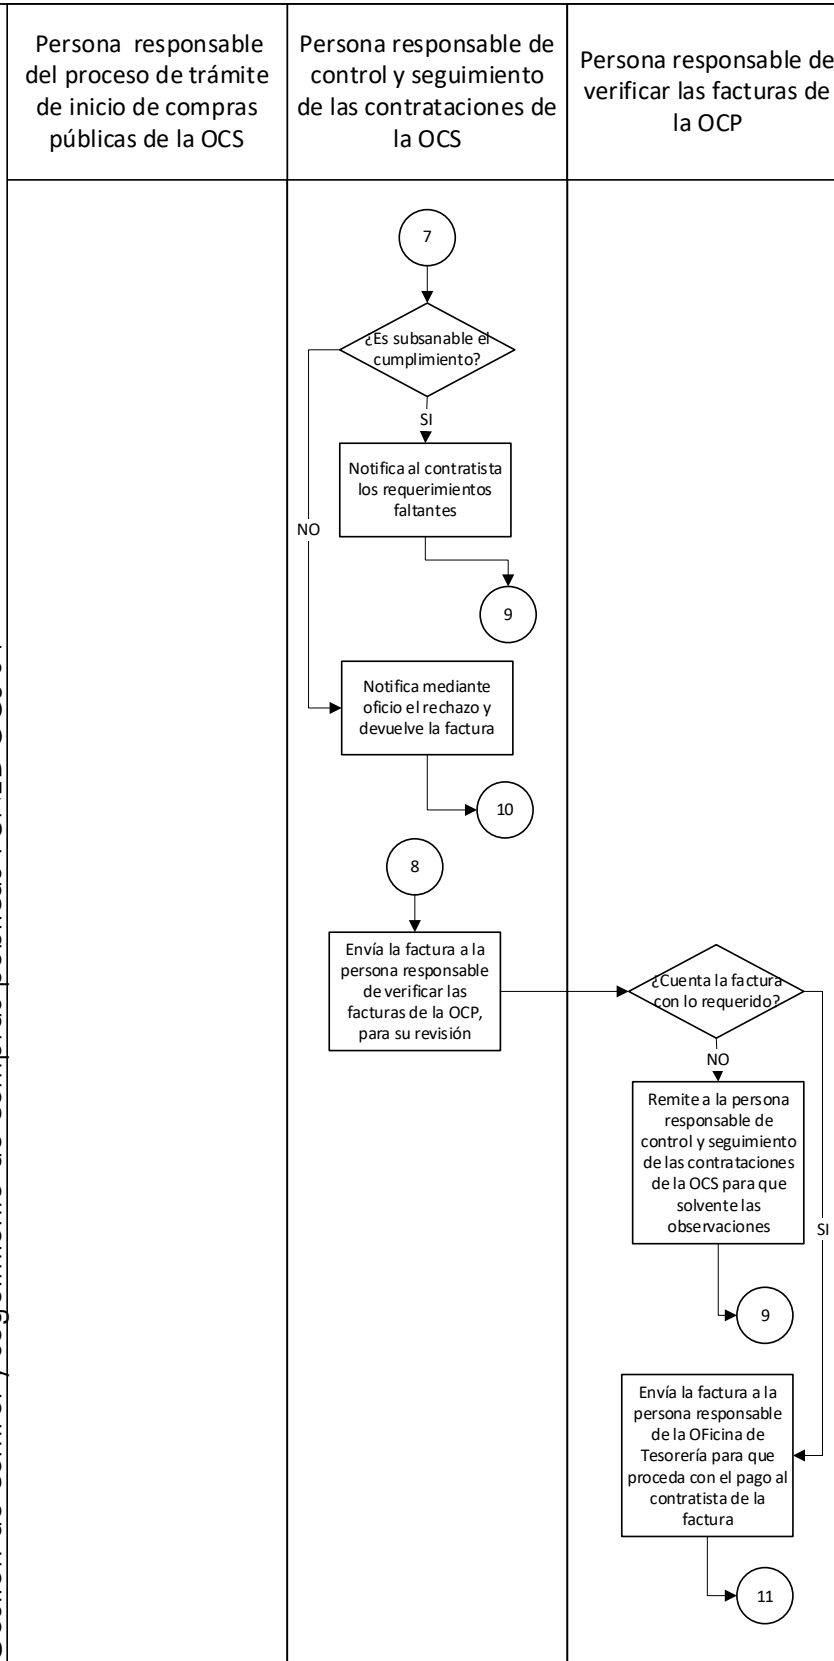 Persona responsable
del proceso de trámite
de inicio de compras
públicas de la OCS
Persona responsable de
control y seguimiento
de las contrataciones de
la OCS
Persona responsable de
verificar las facturas de
la OCP
7
¿Es subsanable el
cumplimiento?
SI
Notifica al contratista
los requerimientos
faltantes
NO
9
Notifica mediante
oficio el rechazo y
devuelve la factura
10
8
Envía la factura a la
persona responsable
de verificar las
facturas de la OCP,
para su revisión
¿Cuenta la factura
con lo requerido?
NO
Remite a la persona
responsable de
control y seguimiento
de las contrataciones
de la OCS para que
solvente las
observaciones
SI
9
Envía la factura a la
persona responsable
de la OFicina de
Tesorería para que
proceda con el pago al
contratista de la
factura
11